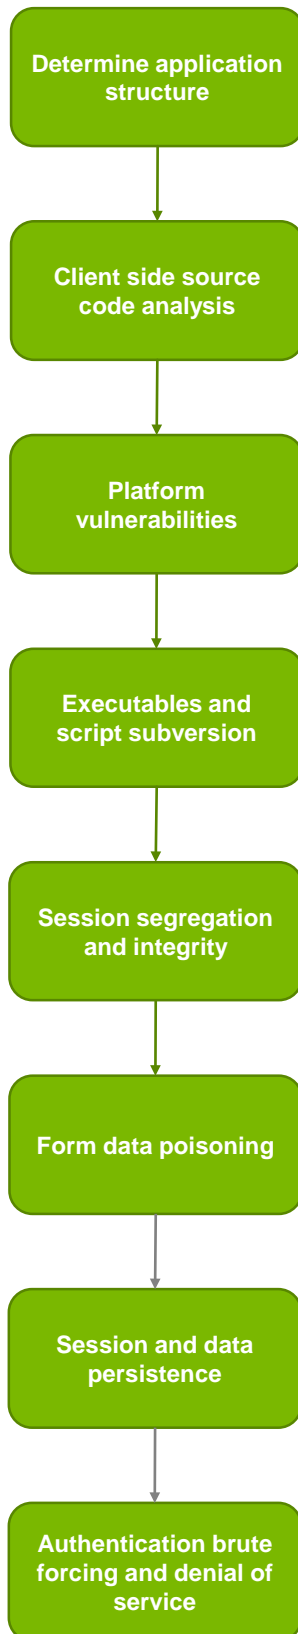 Determine application
structure
Client side source
code analysis
Platform
vulnerabilities
Executables and
script subversion
Session segregation
and integrity
Form data poisoning
Session and data
persistence
Authentication brute
forcing and denial of
service